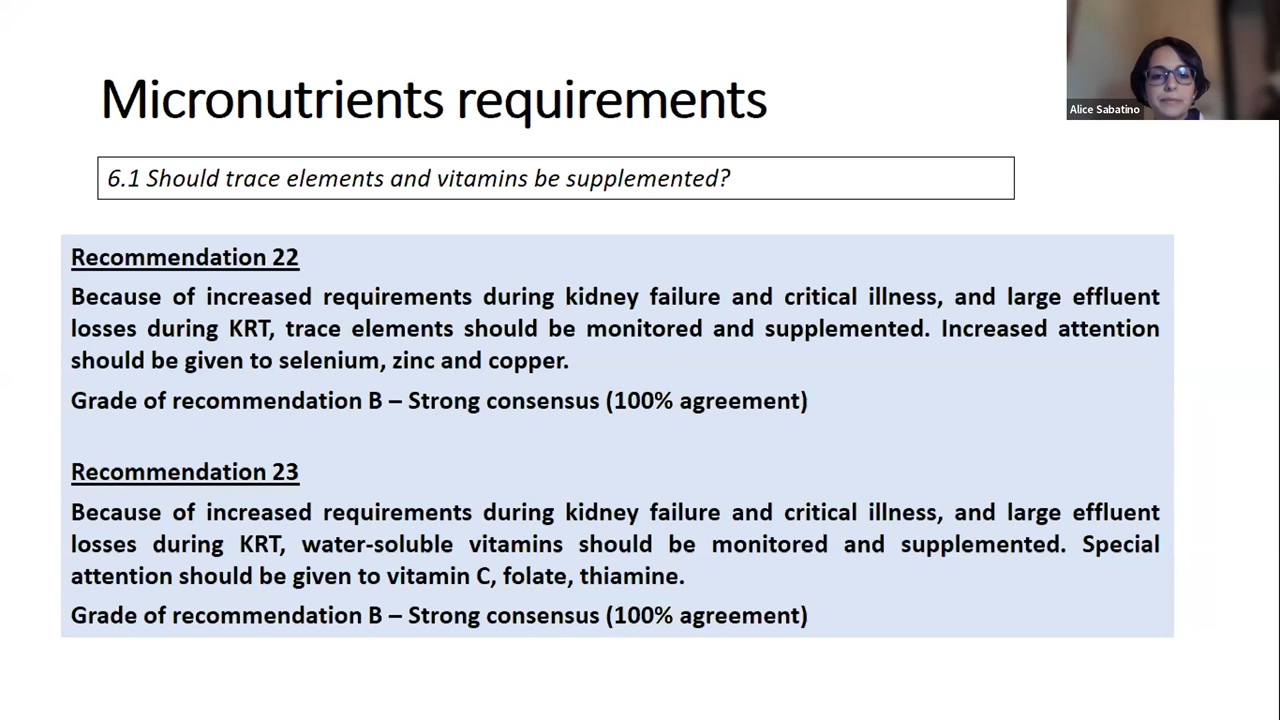 Micronutrients requirements
Alice Sabatino
6.1 Should trace elements and vitamins be supplemented?
Recommendation 22
Because of increased requirements during kidney failure and critical illness, and large effluent
losses during KRT, trace elements should be monitored and supplemented. Increased attention
should be given to selenium, zinc and copper.
Grade of recommendation B – Strong consensus (100% agreement)
Recommendation 23
Because of increased requirements during kidney failure and critical illness, and large effluent
losses during KRT, water-soluble vitamins should be monitored and supplemented. Special
attention should be given to vitamin C, folate, thiamine.
Grade of recommendation B – Strong consensus (100% agreement)